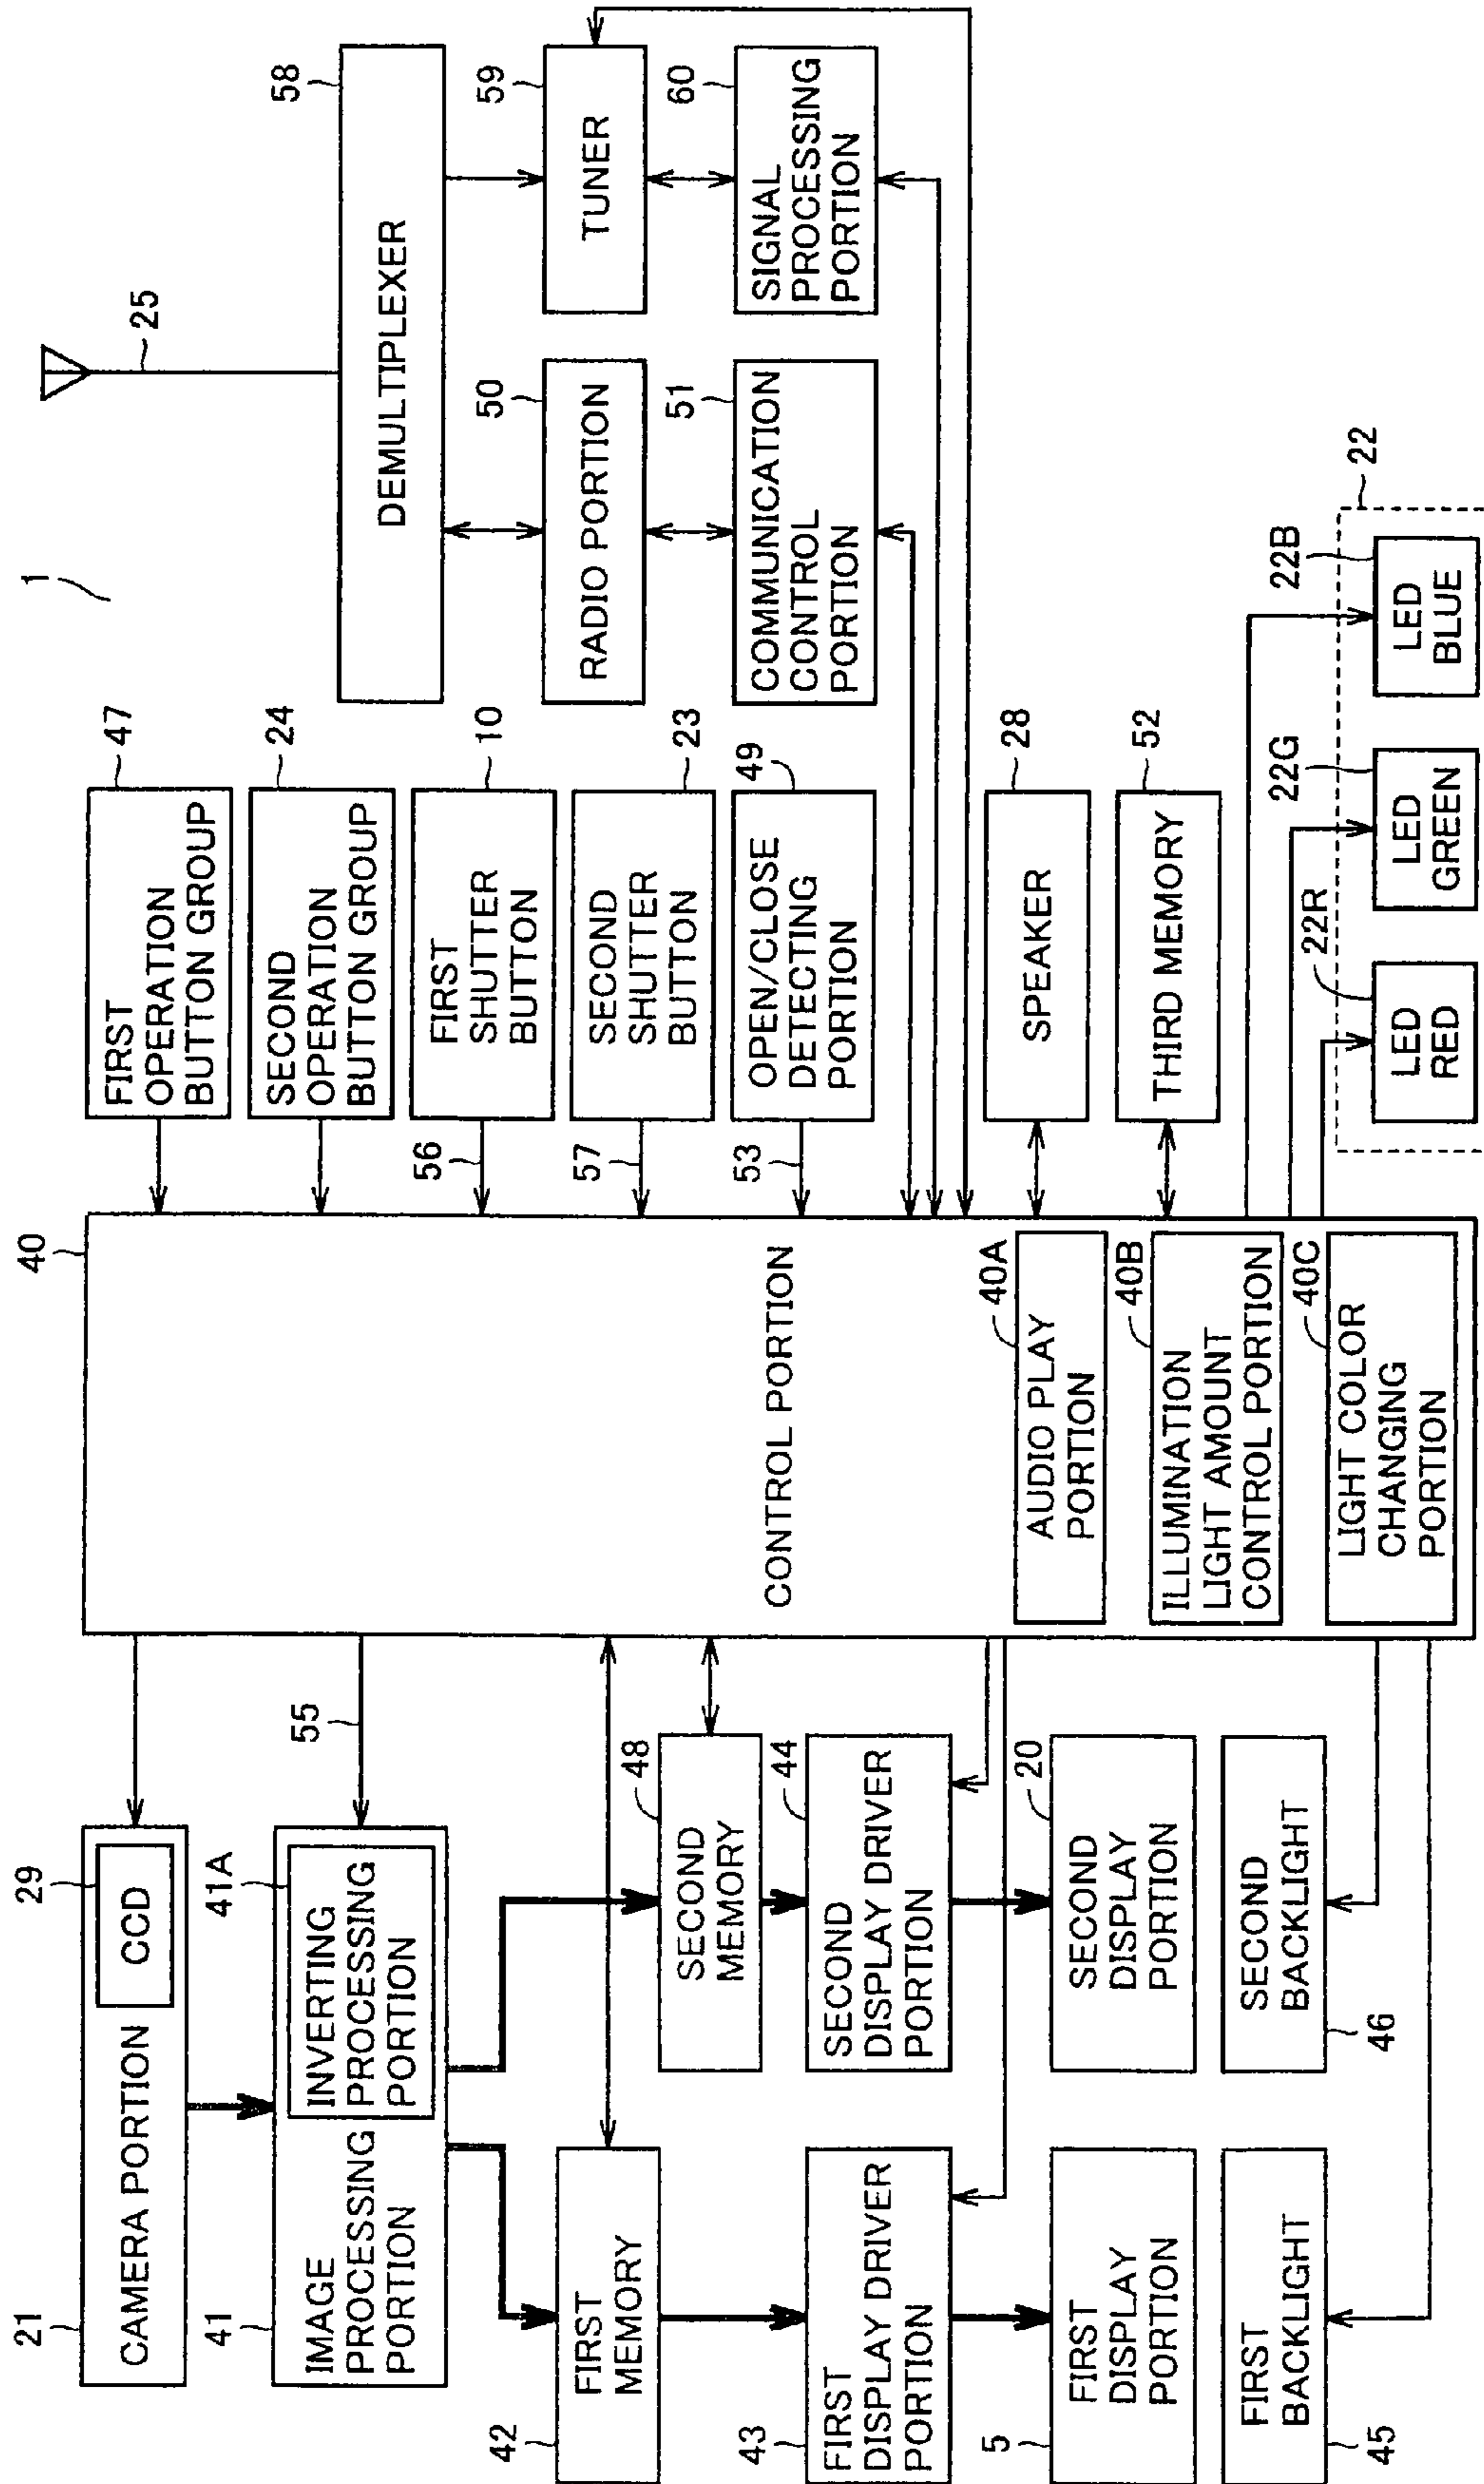 1
21
CAMERA PORTION
CCD
29
41
IMAGE
PROCESSING
PORTION
INVERTING
PROCESSING
PORTION
41A
55
42
FIRST
MEMORY
SECOND
MEMORY
48
43
FIRST
DISPLAY DRIVER
PORTION
SECOND
DISPLAY DRIVER
PORTION
44
5
FIRST
DISPLAY
PORTION
SECOND
DISPLAY
PORTION
20
45
FIRST
BACKLIGHT
46
SECOND
BACKLIGHT
40
CONTROL PORTION
AUDIO PLAY
PORTION
40A
ILLUMINATION
LIGHT AMOUNT
CONTROL PORTION
40B
LIGHT COLOR
CHANGING
PORTION
40C
FIRST
OPERATION
BUTTON GROUP
47
SECOND
OPERATION
BUTTON GROUP
24
56
FIRST
SHUTTER
BUTTON
10
57
SECOND
SHUTTER
BUTTON
23
53
OPEN/CLOSE
DETECTING
PORTION
49
SPEAKER
28
THIRD MEMORY
52
25
DEMULTIPLEXER
58
RADIO PORTION
50
TUNER
59
COMMUNICATION
CONTROL
PORTION
51
SIGNAL
PROCESSING
PORTION
60
22
LED
RED
22R
LED
GREEN
22G
LED
BLUE
22B